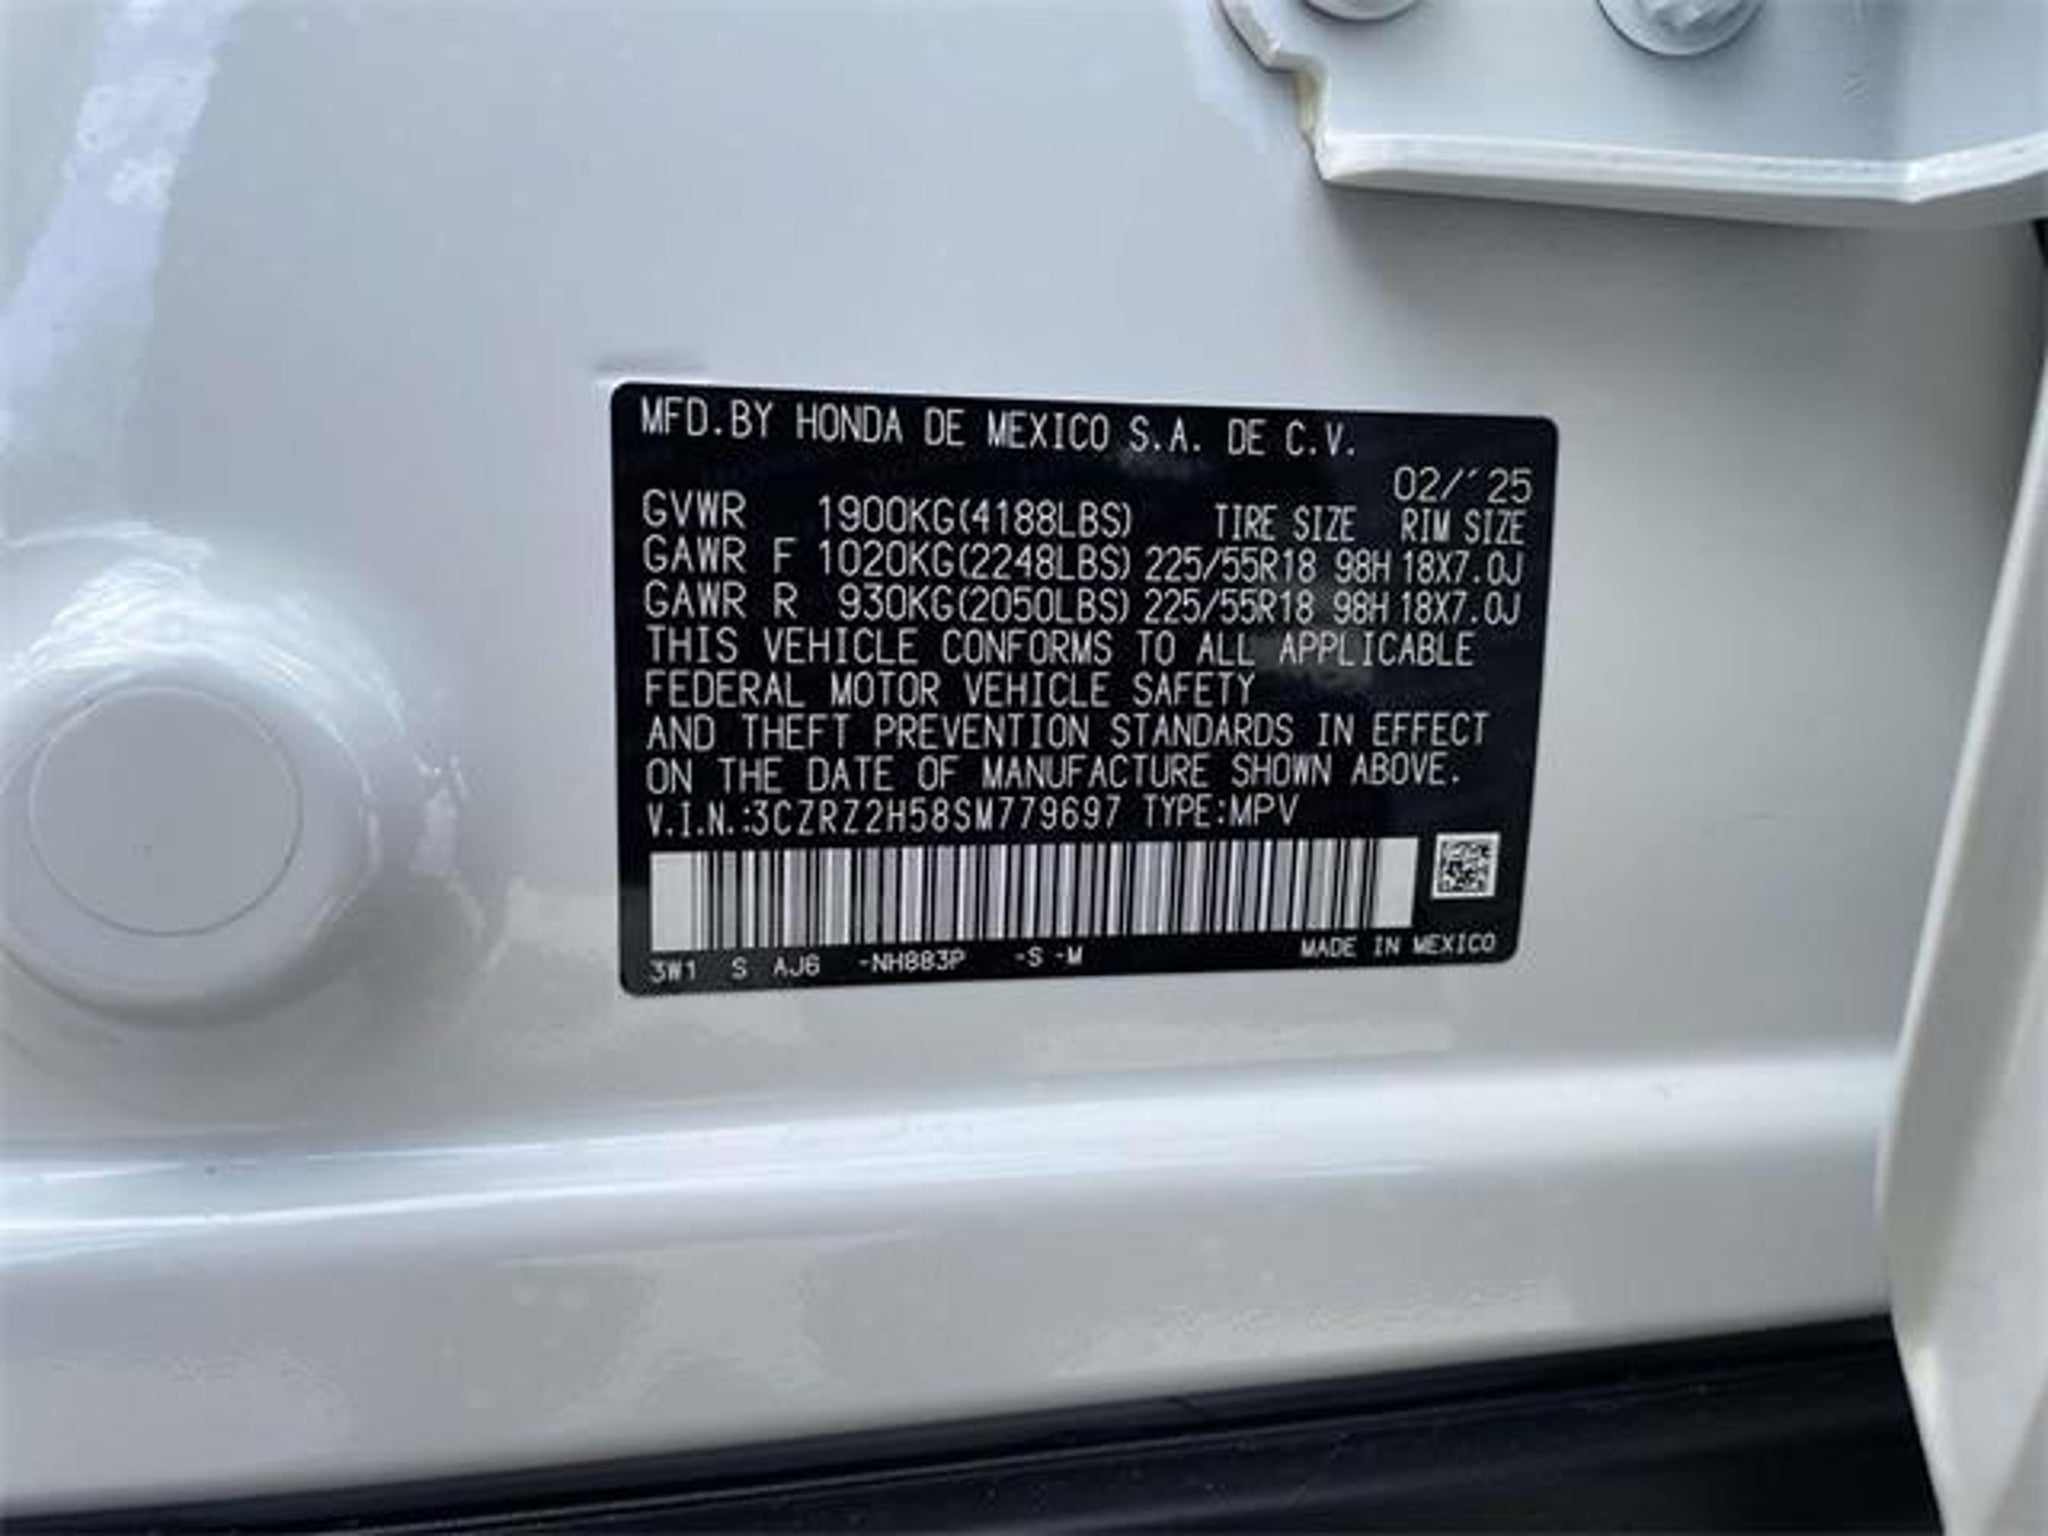 MFD.BY HONDA DE MEXICO S.A. DE C.V.
02/´25
GVWR 1900KG(4188LBS) TIRE SIZE RIM SIZE
GAWR F 1020KG(2248LBS) 225/55R18 98H 18X7.0J
GAWR R 930KG(2050LBS) 225/55R18 98H 18X7.0J
THIS VEHICLE CONFORMS TO ALL APPLICABLE
FEDERAL MOTOR VEHICLE SAFETY
AND THEFT PREVENTION STANDARDS IN EFFECT
ON THE DATE OF MANUFACTURE SHOWN ABOVE.
V.I.N.:3CZRZ2H58SM779697 TYPE:MPV
3W1 S AJ6 -NH883P -S -M MADE IN MEXICO